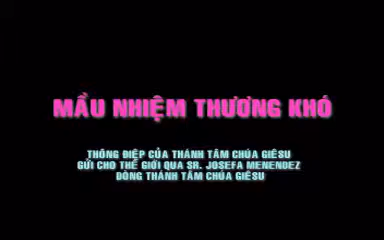 MẦU NHIỆM THƯƠNG KHÓ
THÔNG ĐIỆP CỦA THÁNH TÂM CHÚA GIÊSU
GỬI CHO THẾ GIỚI QUA SR. JOSEFA MENENDEZ
DÒNG THÁNH TÂM CHÚA GIÊSU